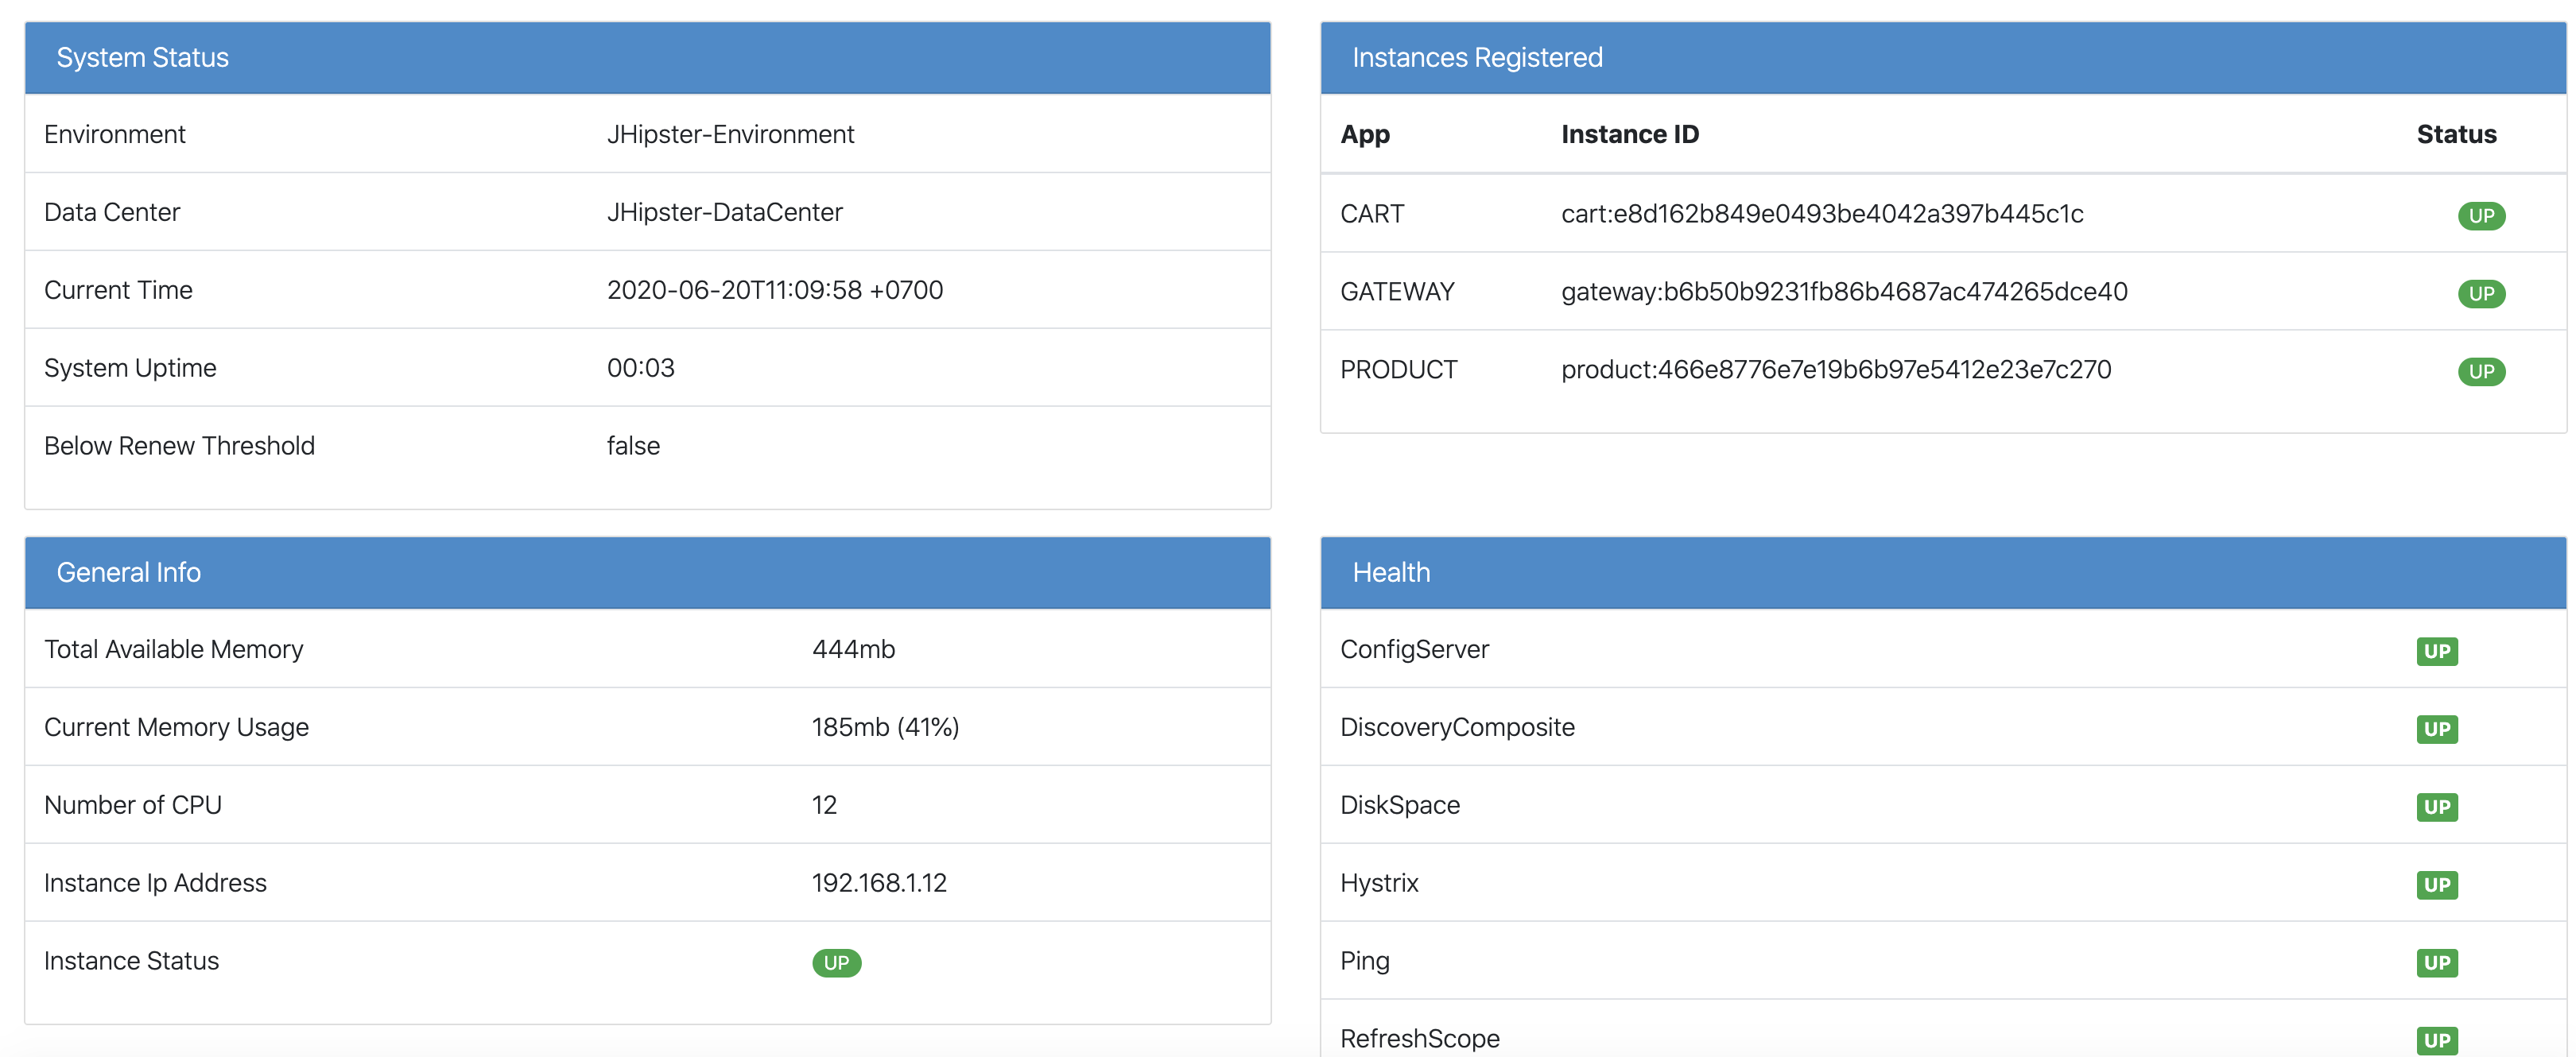 System Status
Environment JHipster-Environment
Data Center JHipster-DataCenter
Current Time 2020-06-20T11:09:58 +0700
System Uptime 00:03
Below Renew Threshold false
Instances Registered
App Instance ID Status
CART cart:e8d162b849e0493be4042a397b445c1c UP
GATEWAY gateway:b6b50b9231fb86b4687ac474265dce40 UP
PRODUCT product:466e8776e7e19b6b97e5412e23e7c270 UP
General Info
Total Available Memory 444mb
Current Memory Usage 185mb (41%)
Number of CPU 12
Instance Ip Address 192.168.1.12
Instance Status UP
Health
ConfigServer UP
DiscoveryComposite UP
DiskSpace UP
Hystrix UP
Ping UP
RefreshScope UP